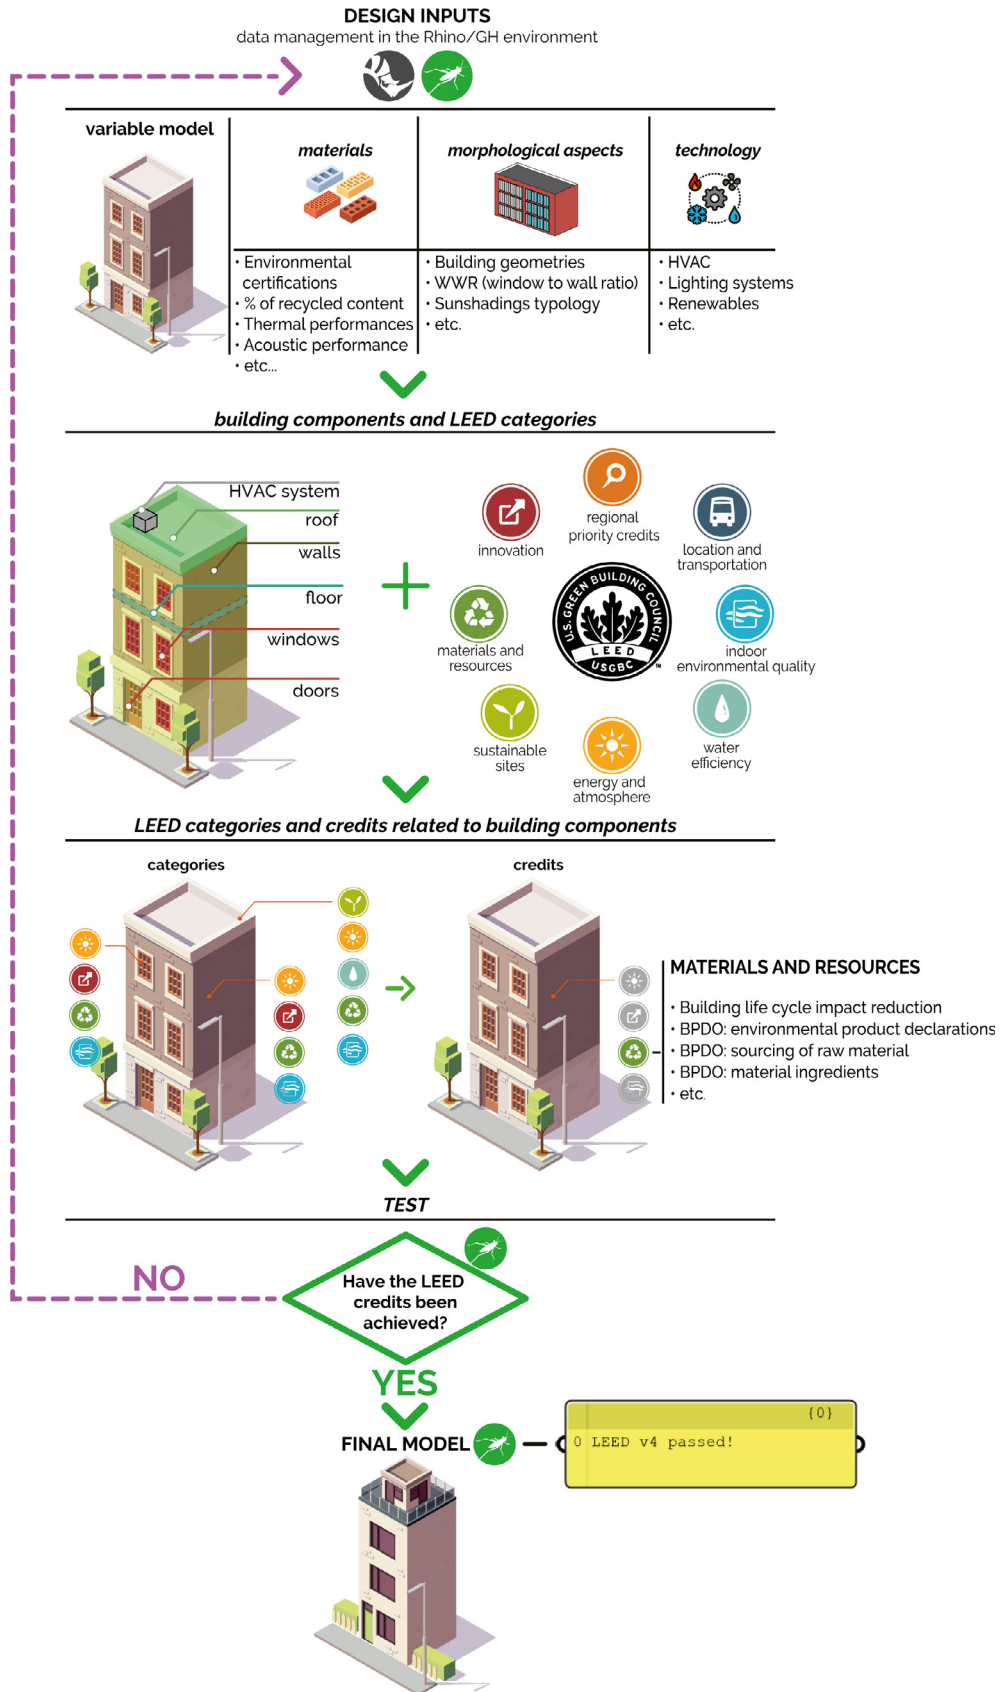 DESIGN INPUTS
data management in the Rhino/GH environment
variable model
materials
morphological aspects
technology
• Environmental
certifications
• % of recycled content
• Thermal performances
• Acoustic performance
• etc...
• Building geometries
• WWR (window to wall ratio)
• Sunshadings typology
• etc.
• HVAC
• Lighting systems
• Renewables
• etc.
building components and LEED categories
HVAC system
roof
walls
floor
windows
doors
regional
priority credits
innovation
location and
transportation
U.S. GREEN BUILDING COUNCIL
LEED
USGBC
™
materials and
resources
indoor
environmental quality
sustainable
sites
water
efficiency
energy and
atmosphere
LEED categories and credits related to building components
categories
credits
MATERIALS AND RESOURCES
• Building life cycle impact reduction
• BPDO: environmental product declarations
• BPDO: sourcing of raw material
• BPDO: material ingredients
• etc.
TEST
NO
Have the LEED
credits been
achieved?
YES
FINAL MODEL
{0}
0 LEED v4 passed!